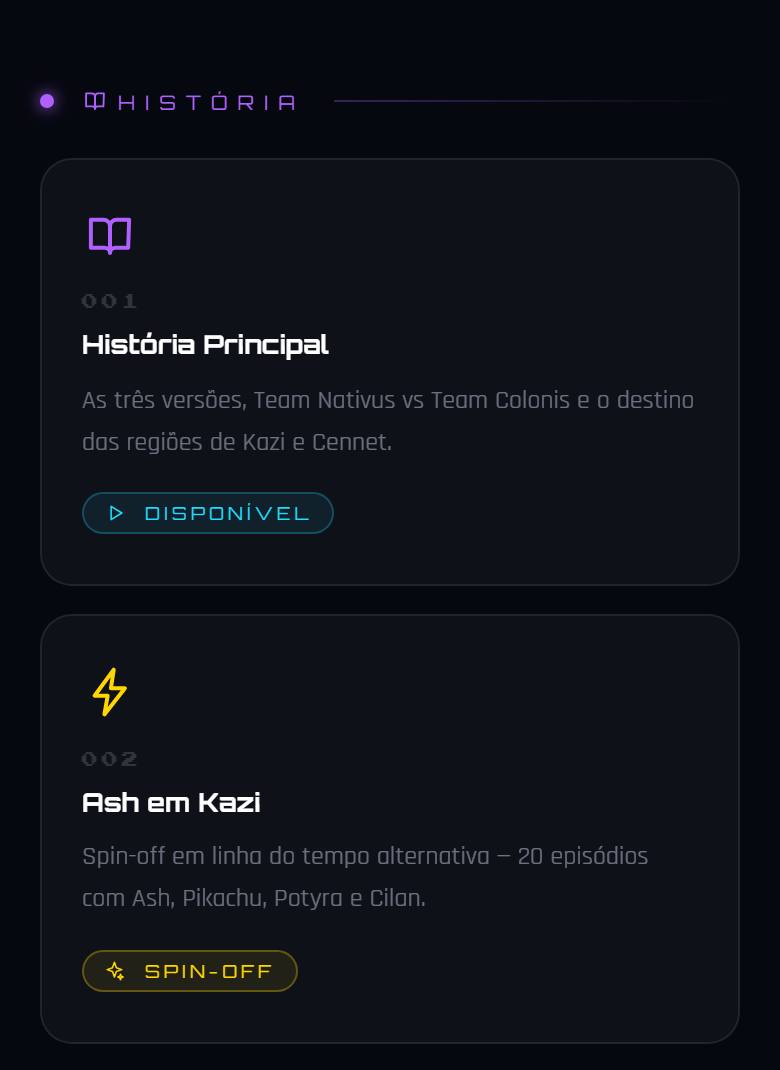 HISTÓRIA
001
História Principal
As três versões, Team Nativus vs Team Colonis e o destino
das regiões de Kazi e Cennet.
DISPONÍVEL
002
Ash em Kazi
Spin-off em linha do tempo alternativa — 20 episódios
com Ash, Pikachu, Potyra e Cilan.
SPIN-OFF